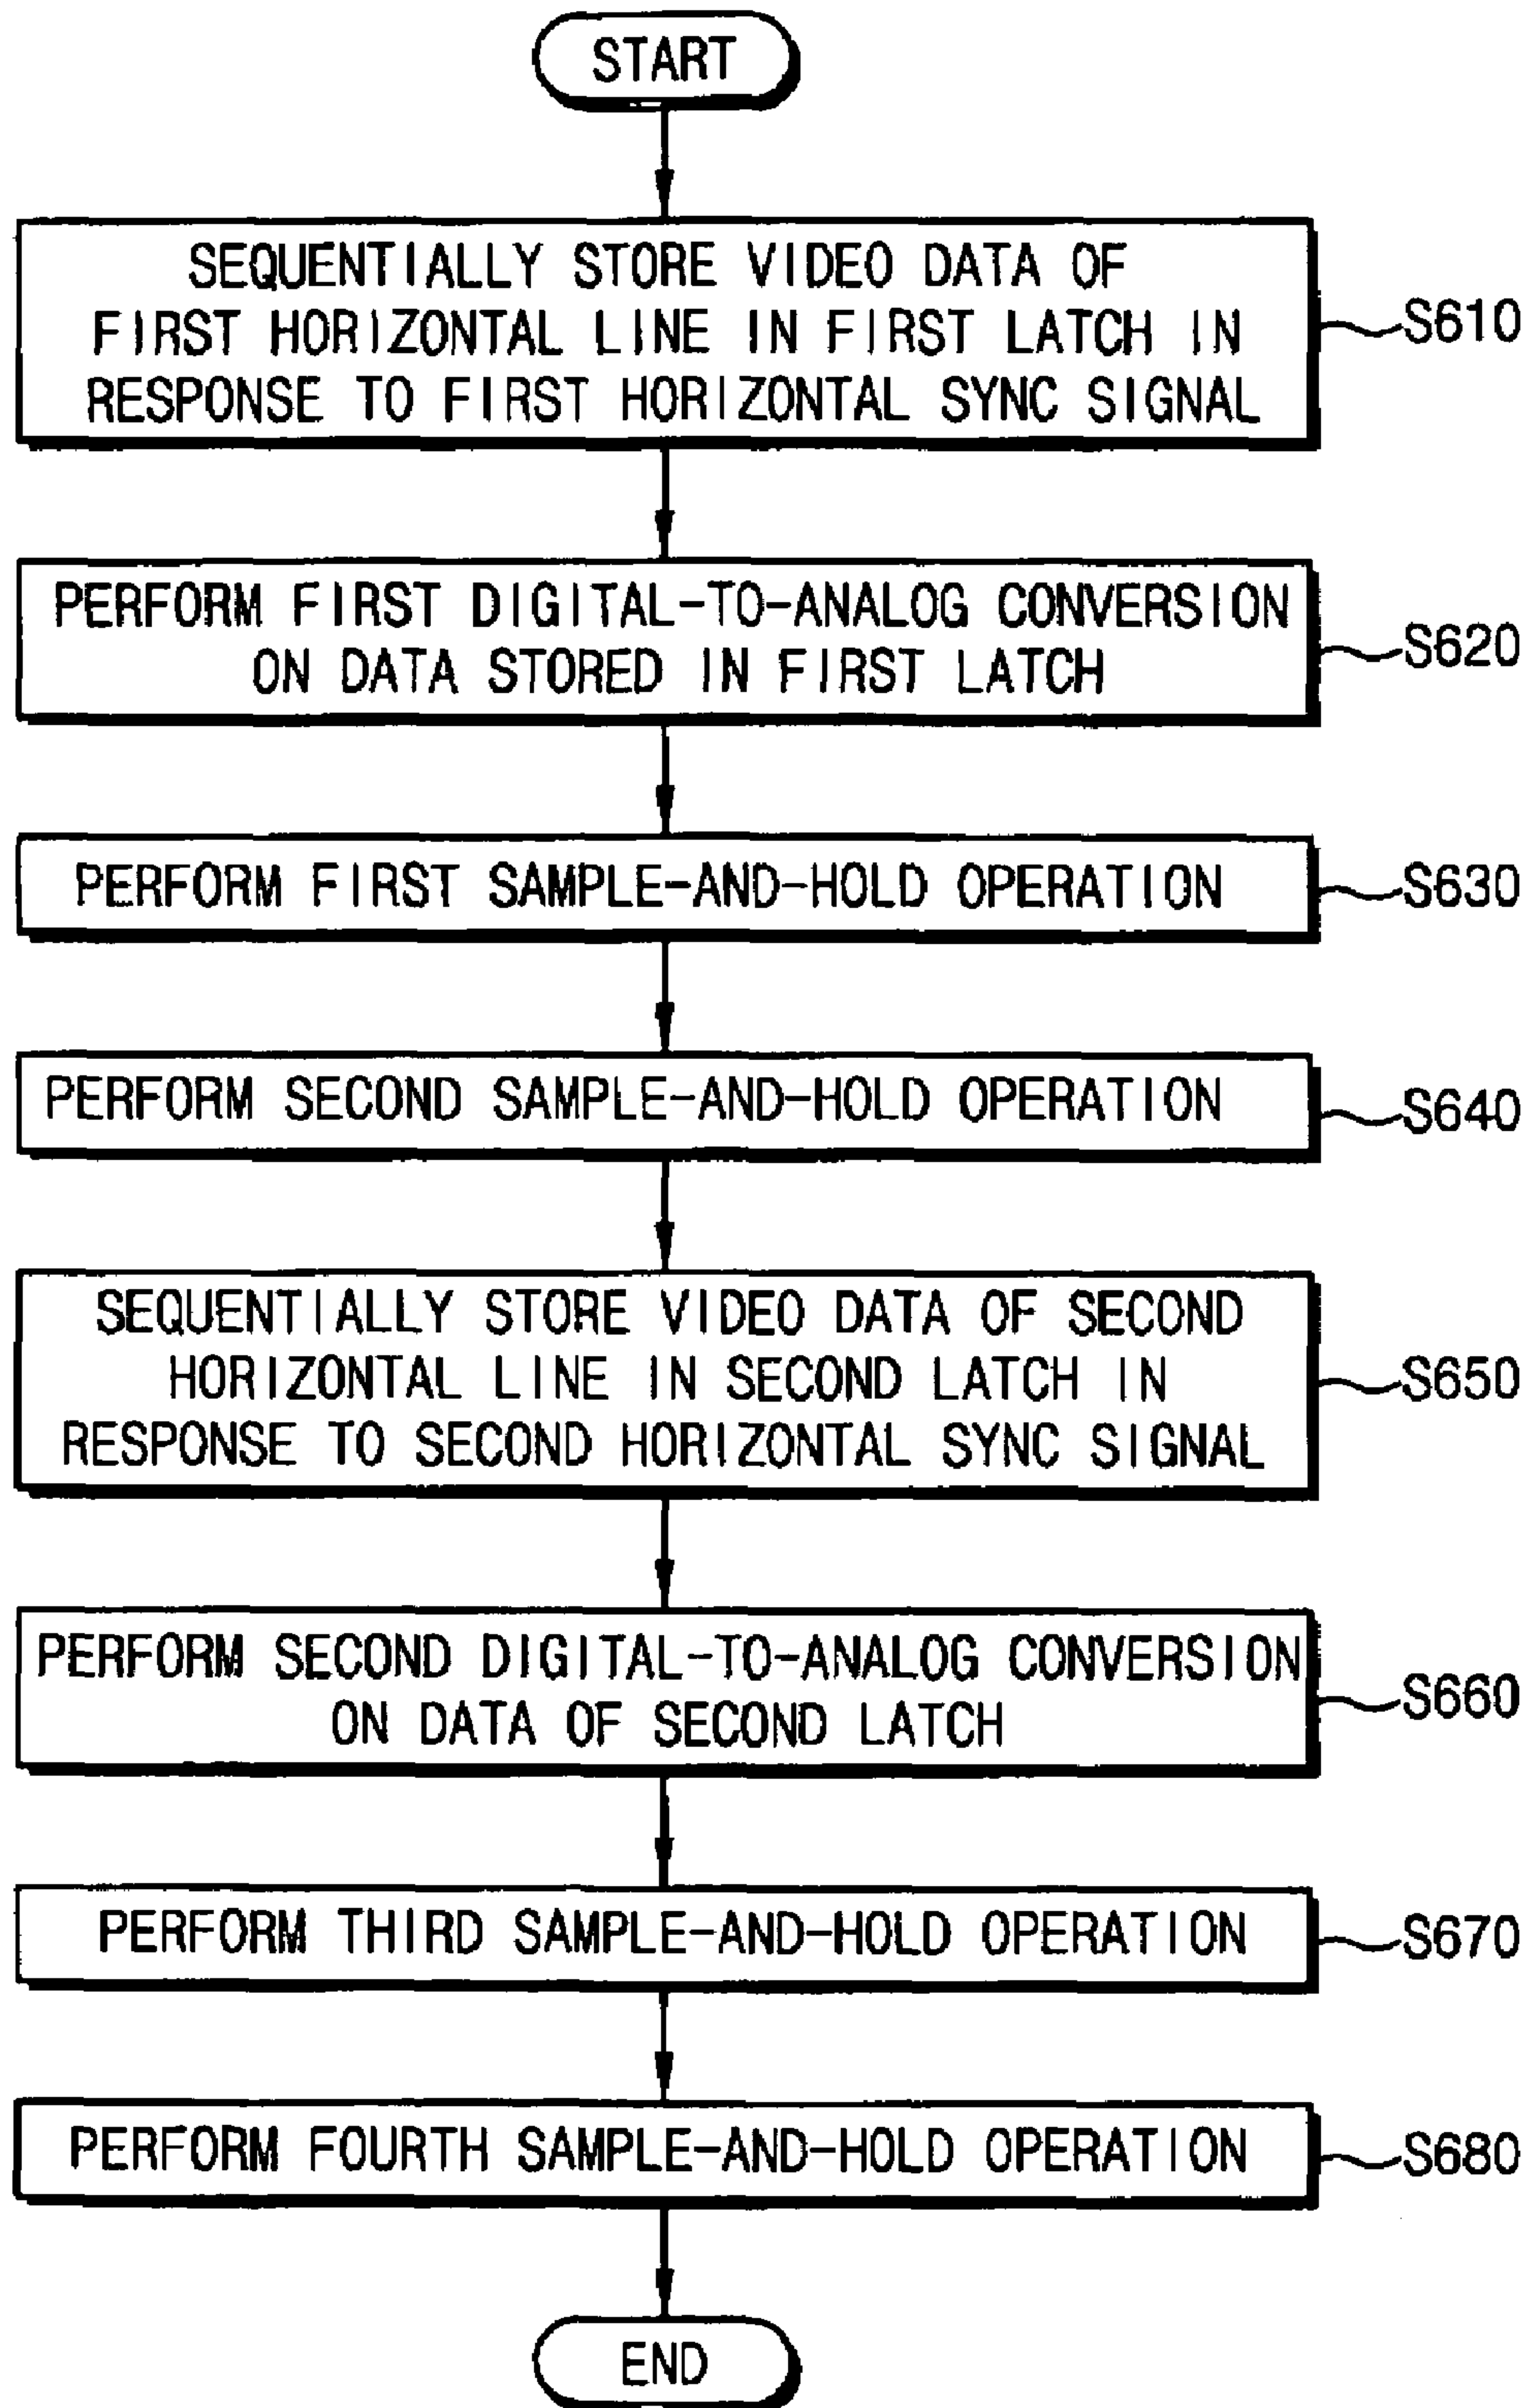 START
SEQUENTIALLY STORE VIDEO DATA OF
FIRST HORIZONTAL LINE IN FIRST LATCH IN
RESPONSE TO FIRST HORIZONTAL SYNC SIGNAL
S610
PERFORM FIRST DIGITAL-TO-ANALOG CONVERSION
ON DATA STORED IN FIRST LATCH
S620
PERFORM FIRST SAMPLE-AND-HOLD OPERATION
S630
PERFORM SECOND SAMPLE-AND-HOLD OPERATION
S640
SEQUENTIALLY STORE VIDEO DATA OF SECOND
HORIZONTAL LINE IN SECOND LATCH IN
RESPONSE TO SECOND HORIZONTAL SYNC SIGNAL
S650
PERFORM SECOND DIGITAL-TO-ANALOG CONVERSION
ON DATA OF SECOND LATCH
S660
PERFORM THIRD SAMPLE-AND-HOLD OPERATION
S670
PERFORM FOURTH SAMPLE-AND-HOLD OPERATION
S680
END